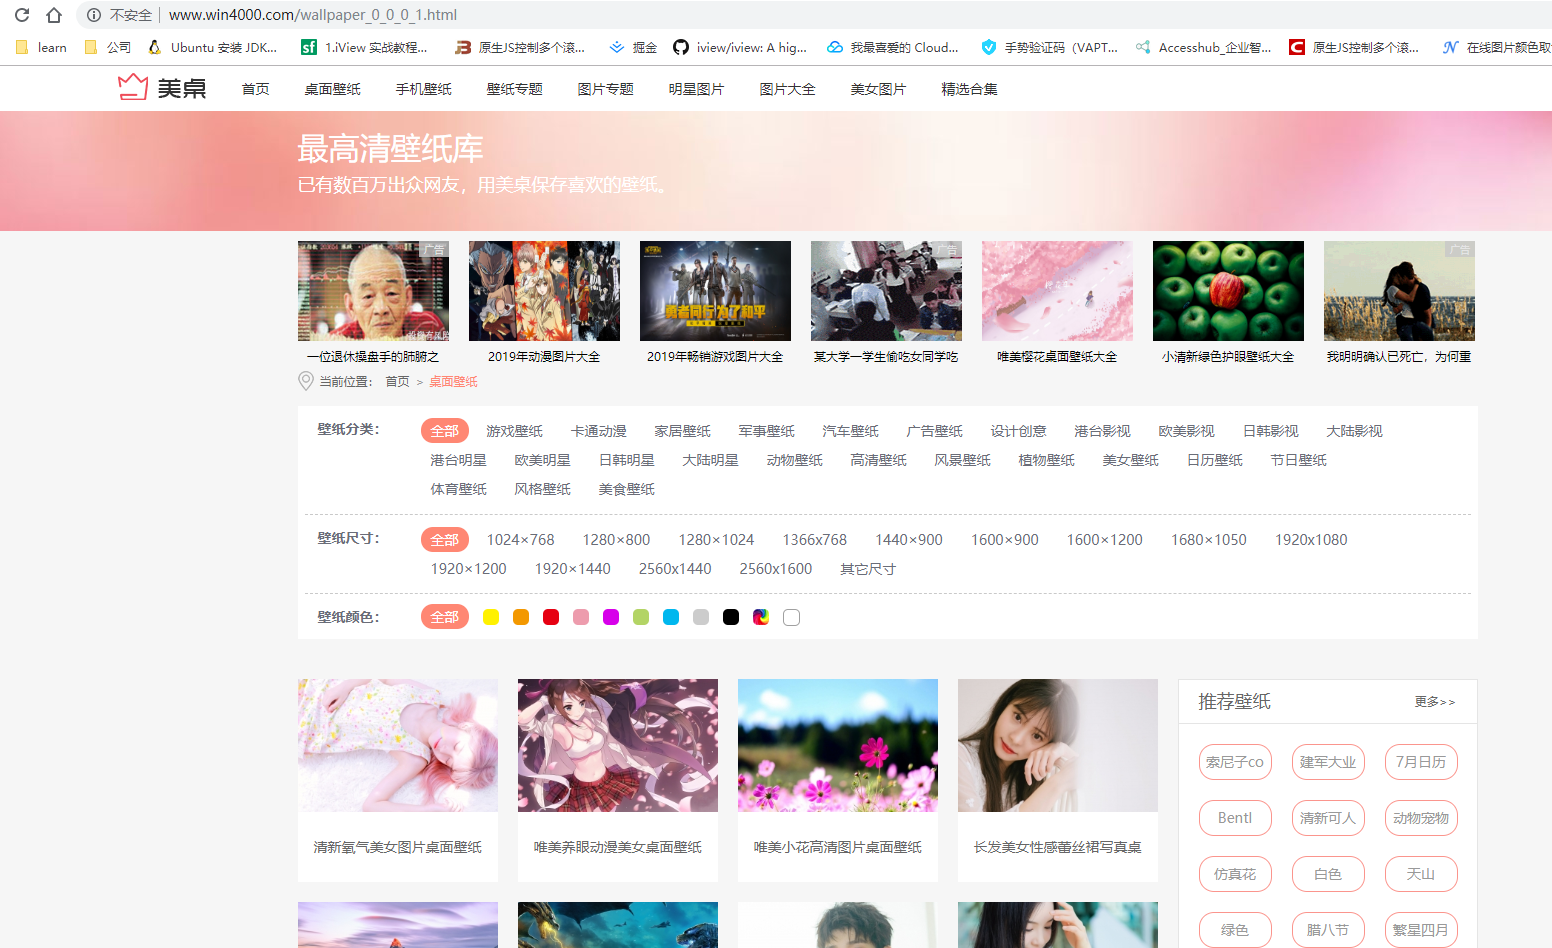 不安全 www.win4000.com/wallpaper_0_0_0_1.html
learn 公司 Ubuntu 安装 JDK... 1.iView 实战教程... 原生JS控制多个滚... 掘金 iview/iview: A hig... 我最喜爱的 Cloud... 手势验证码（VAPT... Accesshub_企业智... 原生JS控制多个滚... 在线图片颜色取
美桌 首页 桌面壁纸 手机壁纸 壁纸专题 图片专题 明星图片 图片大全 美女图片 精选合集
最高清壁纸库
已有数百万出众网友，用美桌保存喜欢的壁纸。
广告 广告 广告
勇者同行为了和平
一位退休操盘手的肺腑之 2019年动漫图片大全 2019年畅销游戏图片大全 某大学一学生偷吃女同学吃 唯美樱花桌面壁纸大全 小清新绿色护眼壁纸大全 我明明确认已死亡，为何重
当前位置： 首页 > 桌面壁纸
壁纸分类： 全部 游戏壁纸 卡通动漫 家居壁纸 军事壁纸 汽车壁纸 广告壁纸 设计创意 港台影视 欧美影视 日韩影视 大陆影视
港台明星 欧美明星 日韩明星 大陆明星 动物壁纸 高清壁纸 风景壁纸 植物壁纸 美女壁纸 日历壁纸 节日壁纸
体育壁纸 风格壁纸 美食壁纸
壁纸尺寸： 全部 1024×768 1280×800 1280×1024 1366x768 1440×900 1600×900 1600×1200 1680×1050 1920x1080
1920×1200 1920×1440 2560x1440 2560x1600 其它尺寸
壁纸颜色： 全部
推荐壁纸 更多>>
索尼子co 建军大业 7月日历
Bentl 清新可人 动物宠物
清新氧气美女图片桌面壁纸 唯美养眼动漫美女桌面壁纸 唯美小花高清图片桌面壁纸 长发美女性感蕾丝裙写真桌
仿真花 白色 天山
绿色 腊八节 繁星四月